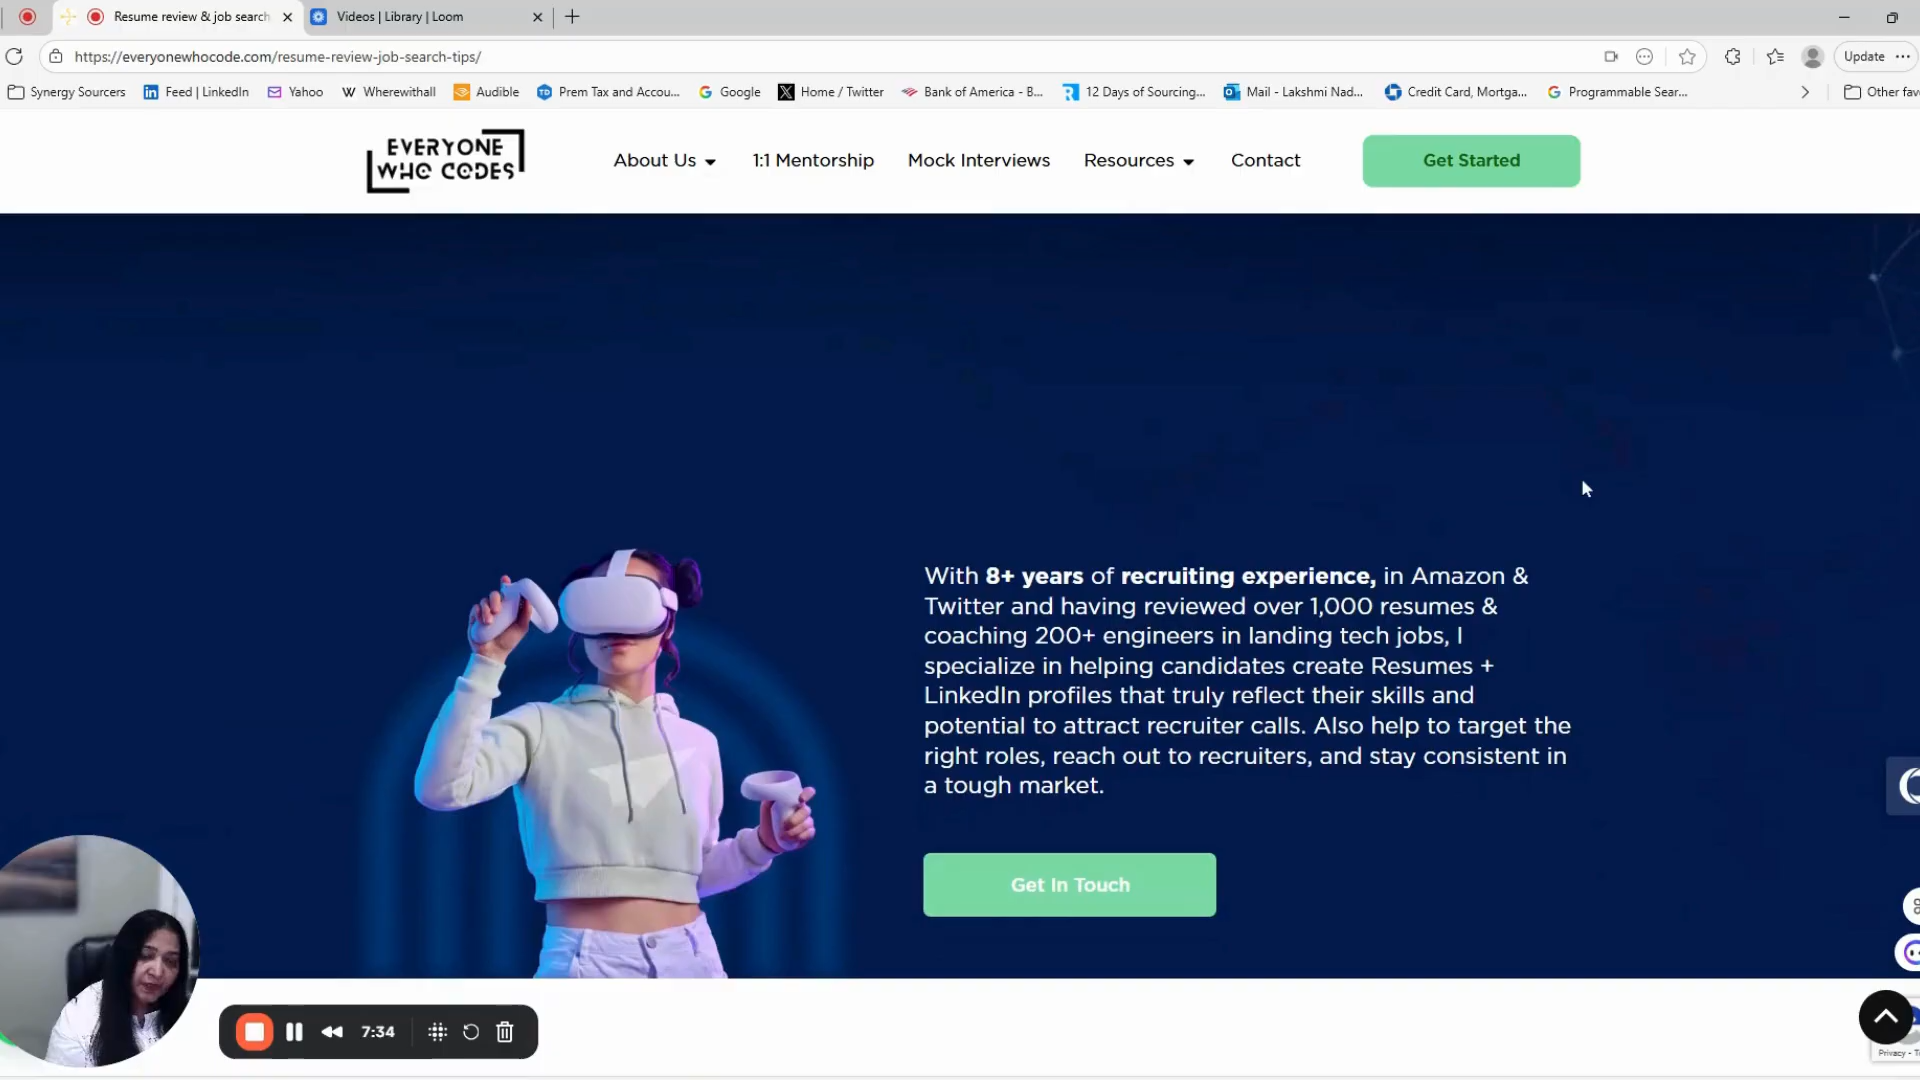 Resume review & job search
Videos | Library | Loom
https://everyonewhocode.com/resume-review-job-search-tips/
Update
Synergy Sourcers
Feed | LinkedIn
Yahoo
Wherewithall
Audible
Prem Tax and Accou...
Google
Home / Twitter
Bank of America - B...
12 Days of Sourcing...
Mail - Lakshmi Nad...
Credit Card, Mortga...
Programmable Sear...
Other fav
EVERYONE
WHO CODES
About Us
1:1 Mentorship
Mock Interviews
Resources
Contact
Get Started
With 8+ years of recruiting experience, in Amazon &
Twitter and having reviewed over 1,000 resumes &
coaching 200+ engineers in landing tech jobs, I
specialize in helping candidates create Resumes +
LinkedIn profiles that truly reflect their skills and
potential to attract recruiter calls. Also help to target the
right roles, reach out to recruiters, and stay consistent in
a tough market.
Get In Touch
7:34
Privacy - T